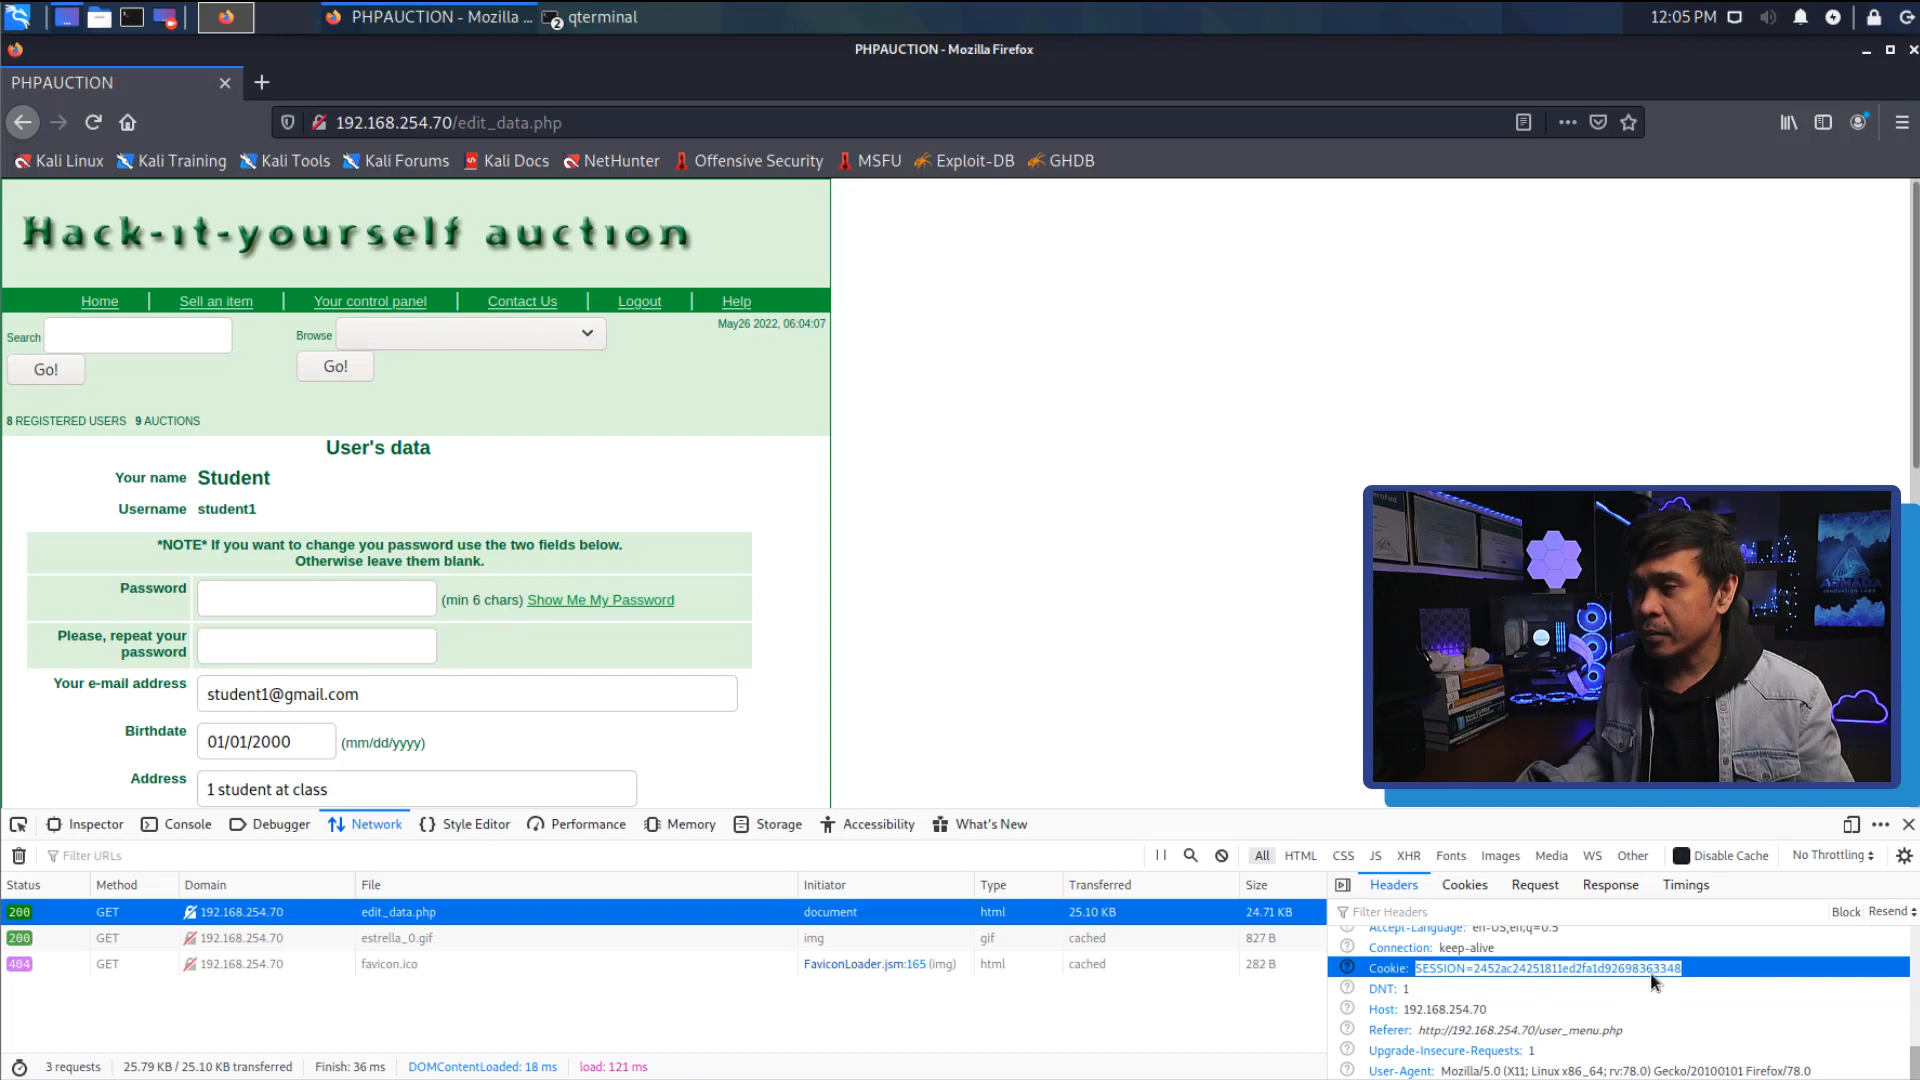 PHPAUCTION - Mozilla ...
2 qterminal
12:05 PM
PHPAUCTION - Mozilla Firefox
PHPAUCTION
192.168.254.70/edit_data.php
Kali Linux Kali Training Kali Tools Kali Forums Kali Docs NetHunter Offensive Security MSFU Exploit-DB GHDB
Hack-it-yourself auction
Home | Sell an item | Your control panel | Contact Us | Logout | Help
May26 2022, 06:04:07
Search
Browse
Go!
Go!
8 REGISTERED USERS 9 AUCTIONS
User's data
Your name Student
Username student1
*NOTE* If you want to change you password use the two fields below.
Otherwise leave them blank.
Password (min 6 chars) Show Me My Password
Please, repeat your
password
Your e-mail address student1@gmail.com
Birthdate 01/01/2000 (mm/dd/yyyy)
Address 1 student at class
ARMADA
INNOVATION LABS
Inspector Console Debugger Network Style Editor Performance Memory Storage Accessibility What's New
Filter URLs
All HTML CSS JS XHR Fonts Images Media WS Other Disable Cache No Throttling
Status Method Domain File Initiator Type Transferred Size
200 GET 192.168.254.70 edit_data.php document html 25.10 KB 24.71 KB
200 GET 192.168.254.70 estrella_0.gif img gif cached 827 B
404 GET 192.168.254.70 favicon.ico FaviconLoader.jsm:165 (img) html cached 282 B
3 requests 25.79 KB / 25.10 KB transferred Finish: 36 ms DOMContentLoaded: 18 ms load: 121 ms
Headers Cookies Request Response Timings
Filter Headers Block Resend
Accept-Language: en-US,en;q=0.5
Connection: keep-alive
Cookie: SESSION=2452ac24251811ed2fa1d92698363348
DNT: 1
Host: 192.168.254.70
Referer: http://192.168.254.70/user_menu.php
Upgrade-Insecure-Requests: 1
User-Agent: Mozilla/5.0 (X11; Linux x86_64; rv:78.0) Gecko/20100101 Firefox/78.0